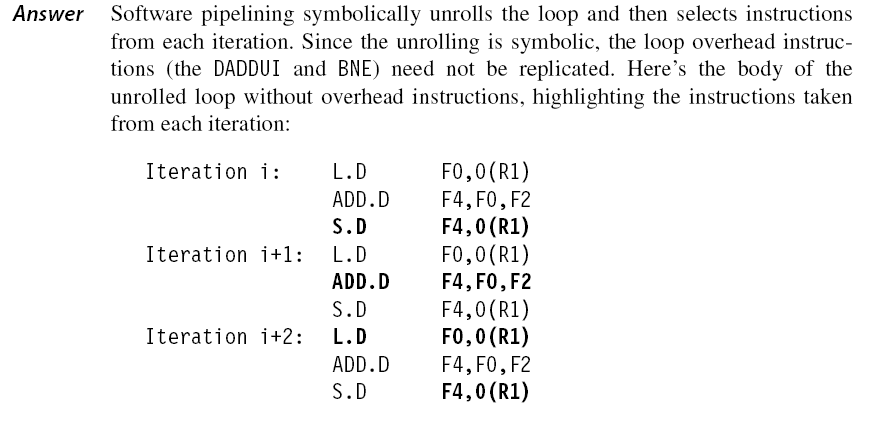 Answer Software pipelining symbolically unrolls the loop and then selects instructions
from each iteration. Since the unrolling is symbolic, the loop overhead instruc-
tions (the DADDUI and BNE) need not be replicated. Here's the body of the
unrolled loop without overhead instructions, highlighting the instructions taken
from each iteration:
Iteration i: L.D F0,0(R1)
ADD.D F4,F0,F2
S.D F4,0(R1)
Iteration i+1: L.D F0,0(R1)
ADD.D F4,F0,F2
S.D F4,0(R1)
Iteration i+2: L.D F0,0(R1)
ADD.D F4,F0,F2
S.D F4,0(R1)